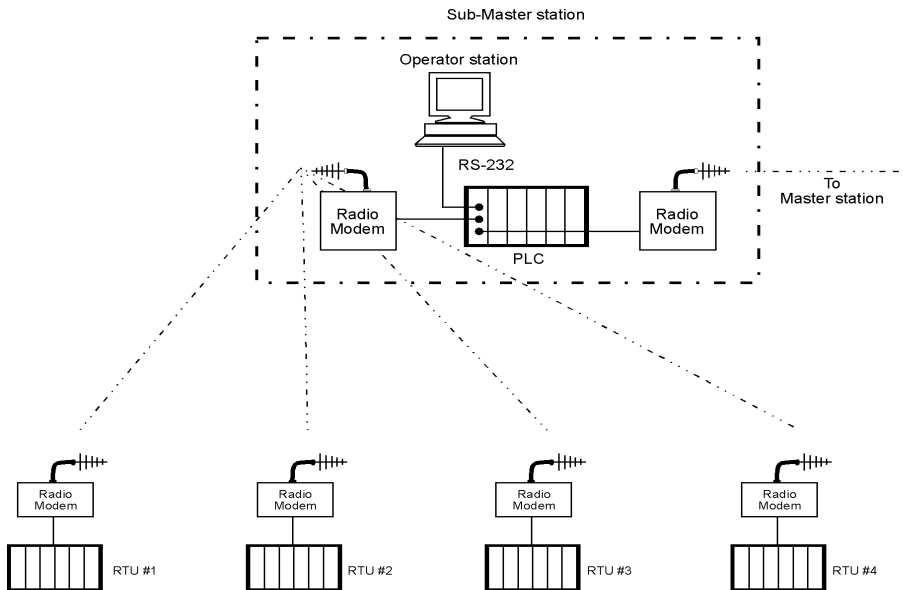 Sub-Master station
Operator station
RS-232
To
Master station
Radio
Modem
Radio
Modem
PLC
Radio
Modem
Radio
Modem
Radio
Modem
Radio
Modem
RTU #1
RTU #2
RTU #3
RTU #4